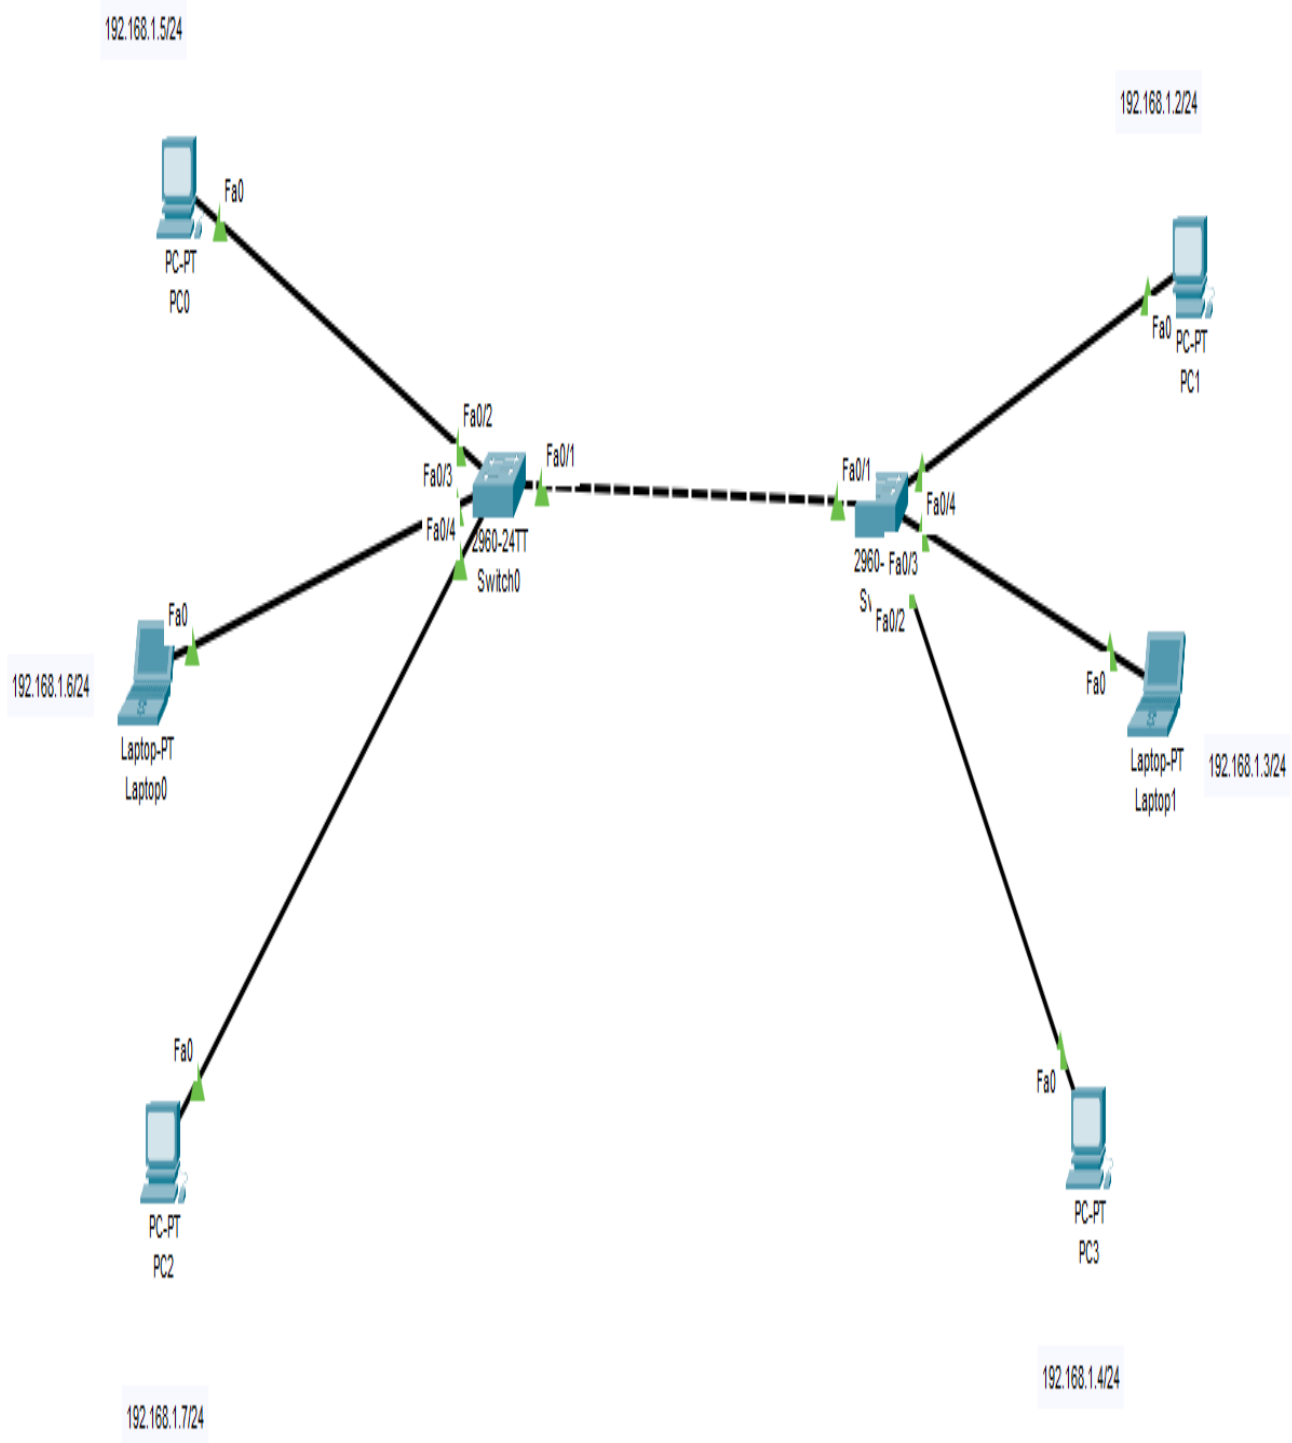 192.168.1.5/24
192.168.1.2/24
Fa0
PC-PT
PC0
Fa0
PC-PT
PC1
Fa0/2
Fa0/3
Fa0/1
Fa0/4
2960-24TT
Switch0
Fa0/1
Fa0/4
2960-
Fa0/3
Fa0/2
Fa0
192.168.1.6/24
Laptop-PT
Laptop0
Fa0
Laptop-PT
Laptop1
192.168.1.3/24
Fa0
PC-PT
PC2
Fa0
PC-PT
PC3
192.168.1.7/24
192.168.1.4/24